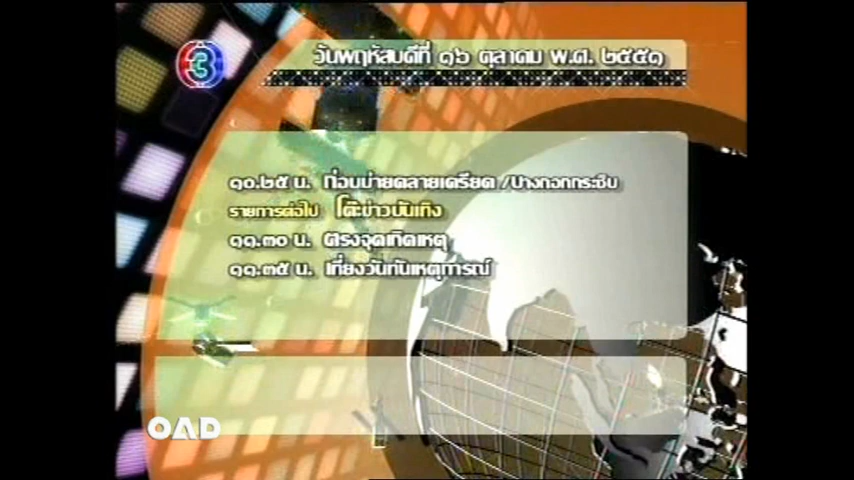 3
วันพฤหัสบดีที่ ๑๖ ตุลาคม พ.ศ. ๒๕๕๑
๑๐.๒๕ น. ก่อนบ่ายคลายเครียด /บางกอกกระซิบ
รายการต่อไป โต๊ะข่าวบันเทิง
๑๑.๓๐ น. ตรงจุดเกิดเหตุ
๑๑.๓๕ น. เที่ยงวันทันเหตุการณ์
OAD